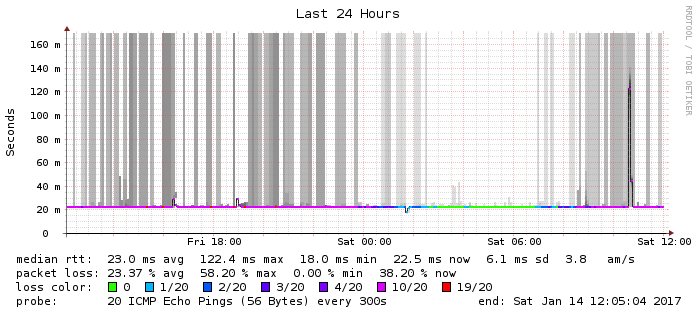 Last 24 Hours
RRDTOOL / TOBI OETIKER
Seconds
160 m
140 m
120 m
100 m
80 m
60 m
40 m
20 m
0
Fri 18:00 Sat 00:00 Sat 06:00 Sat 12:00
median rtt: 23.0 ms avg 122.4 ms max 18.0 ms min 22.5 ms now 6.1 ms sd 3.8 am/s
packet loss: 23.37 % avg 58.20 % max 0.00 % min 38.20 % now
loss color: 0 1/20 2/20 3/20 4/20 10/20 19/20
probe: 20 ICMP Echo Pings (56 Bytes) every 300s end: Sat Jan 14 12:05:04 2017